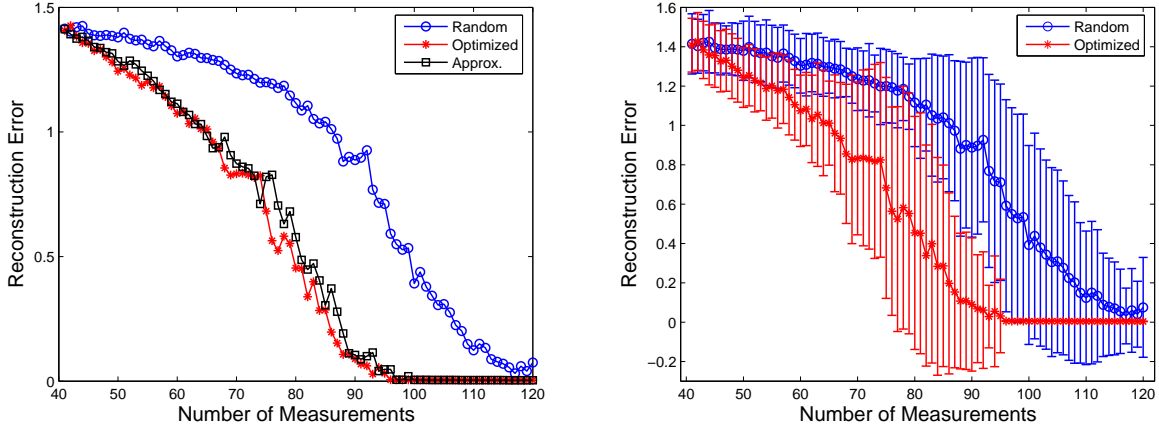 1.5
1
0.5
0
40 50 60 70 80 90 100 110 120
Number of Measurements
Reconstruction Error
Random
Optimized
Approx.
1.6
1.4
1.2
1
0.8
0.6
0.4
0.2
0
−0.2
40 50 60 70 80 90 100 110 120
Number of Measurements
Reconstruction Error
Random
Optimized